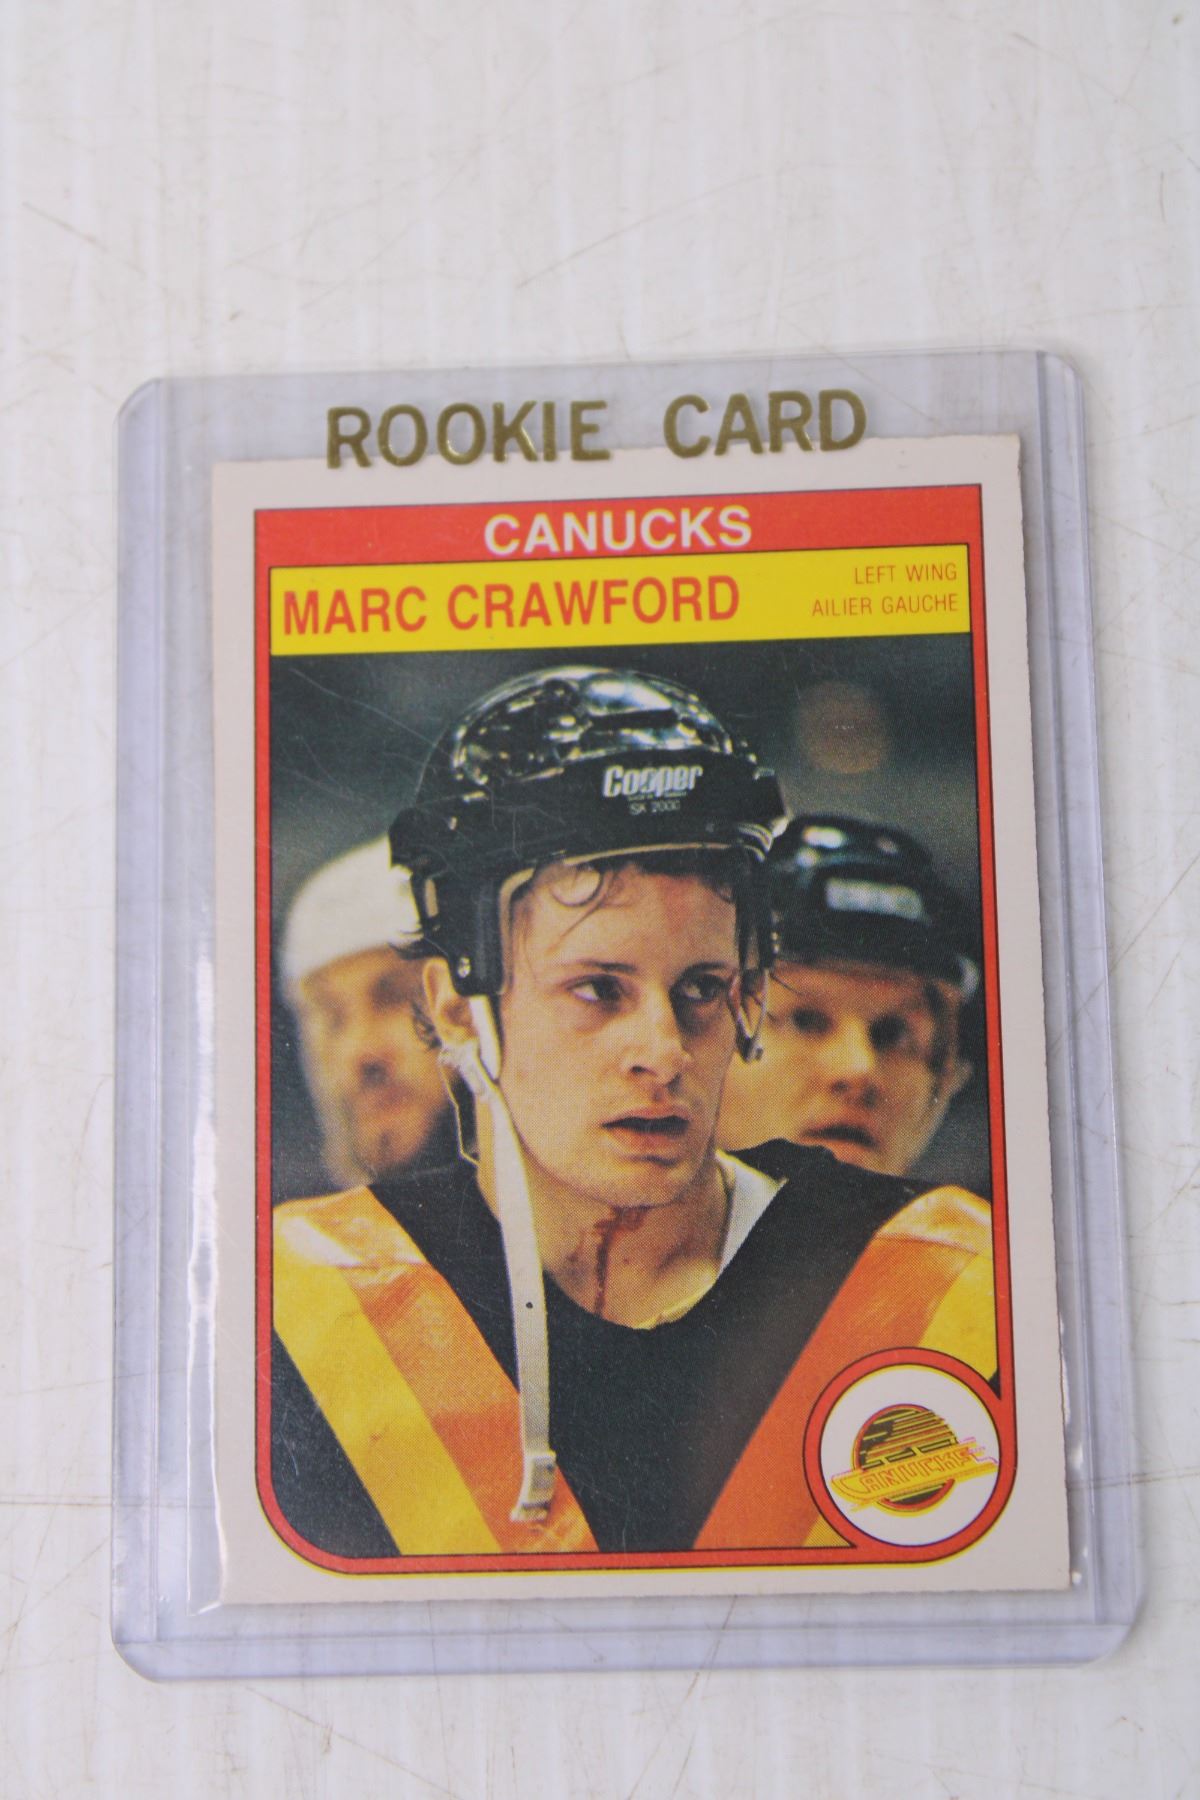 ROOKIE CARD
CANUCKS
MARC CRAWFORD
LEFT WING
AILIER GAUCHE
Cooper
SK 2000
CANUCKS